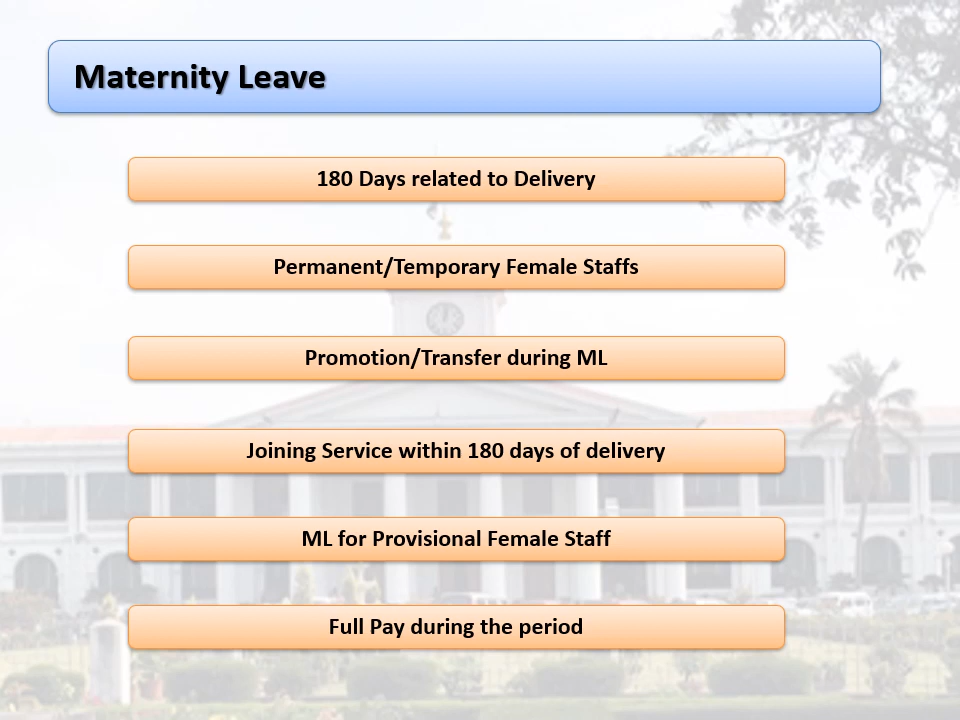 Maternity Leave
180 Days related to Delivery
Permanent/Temporary Female Staffs
Promotion/Transfer during ML
Joining Service within 180 days of delivery
ML for Provisional Female Staff
Full Pay during the period